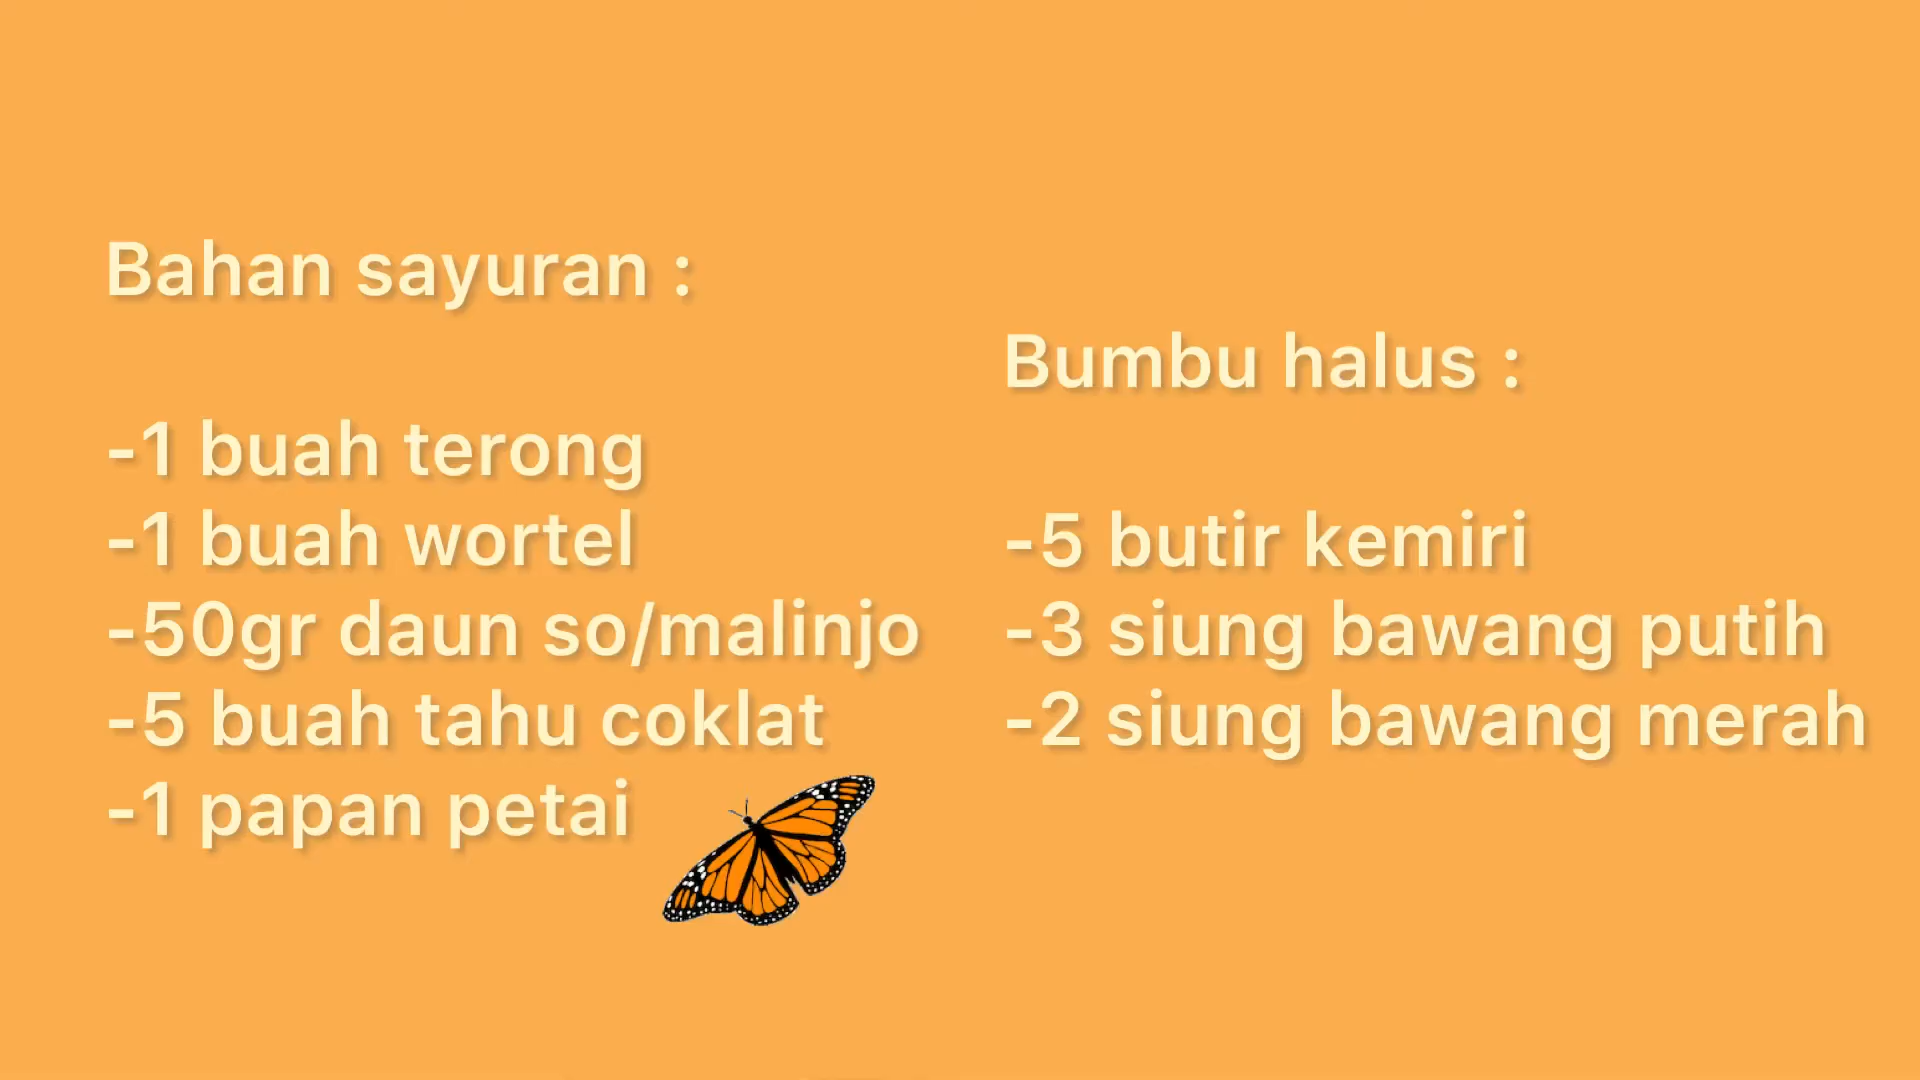 Bahan sayuran :
-1 buah terong
-1 buah wortel
-50gr daun so/malinjo
-5 buah tahu coklat
-1 papan petai
Bumbu halus :
-5 butir kemiri
-3 siung bawang putih
-2 siung bawang merah